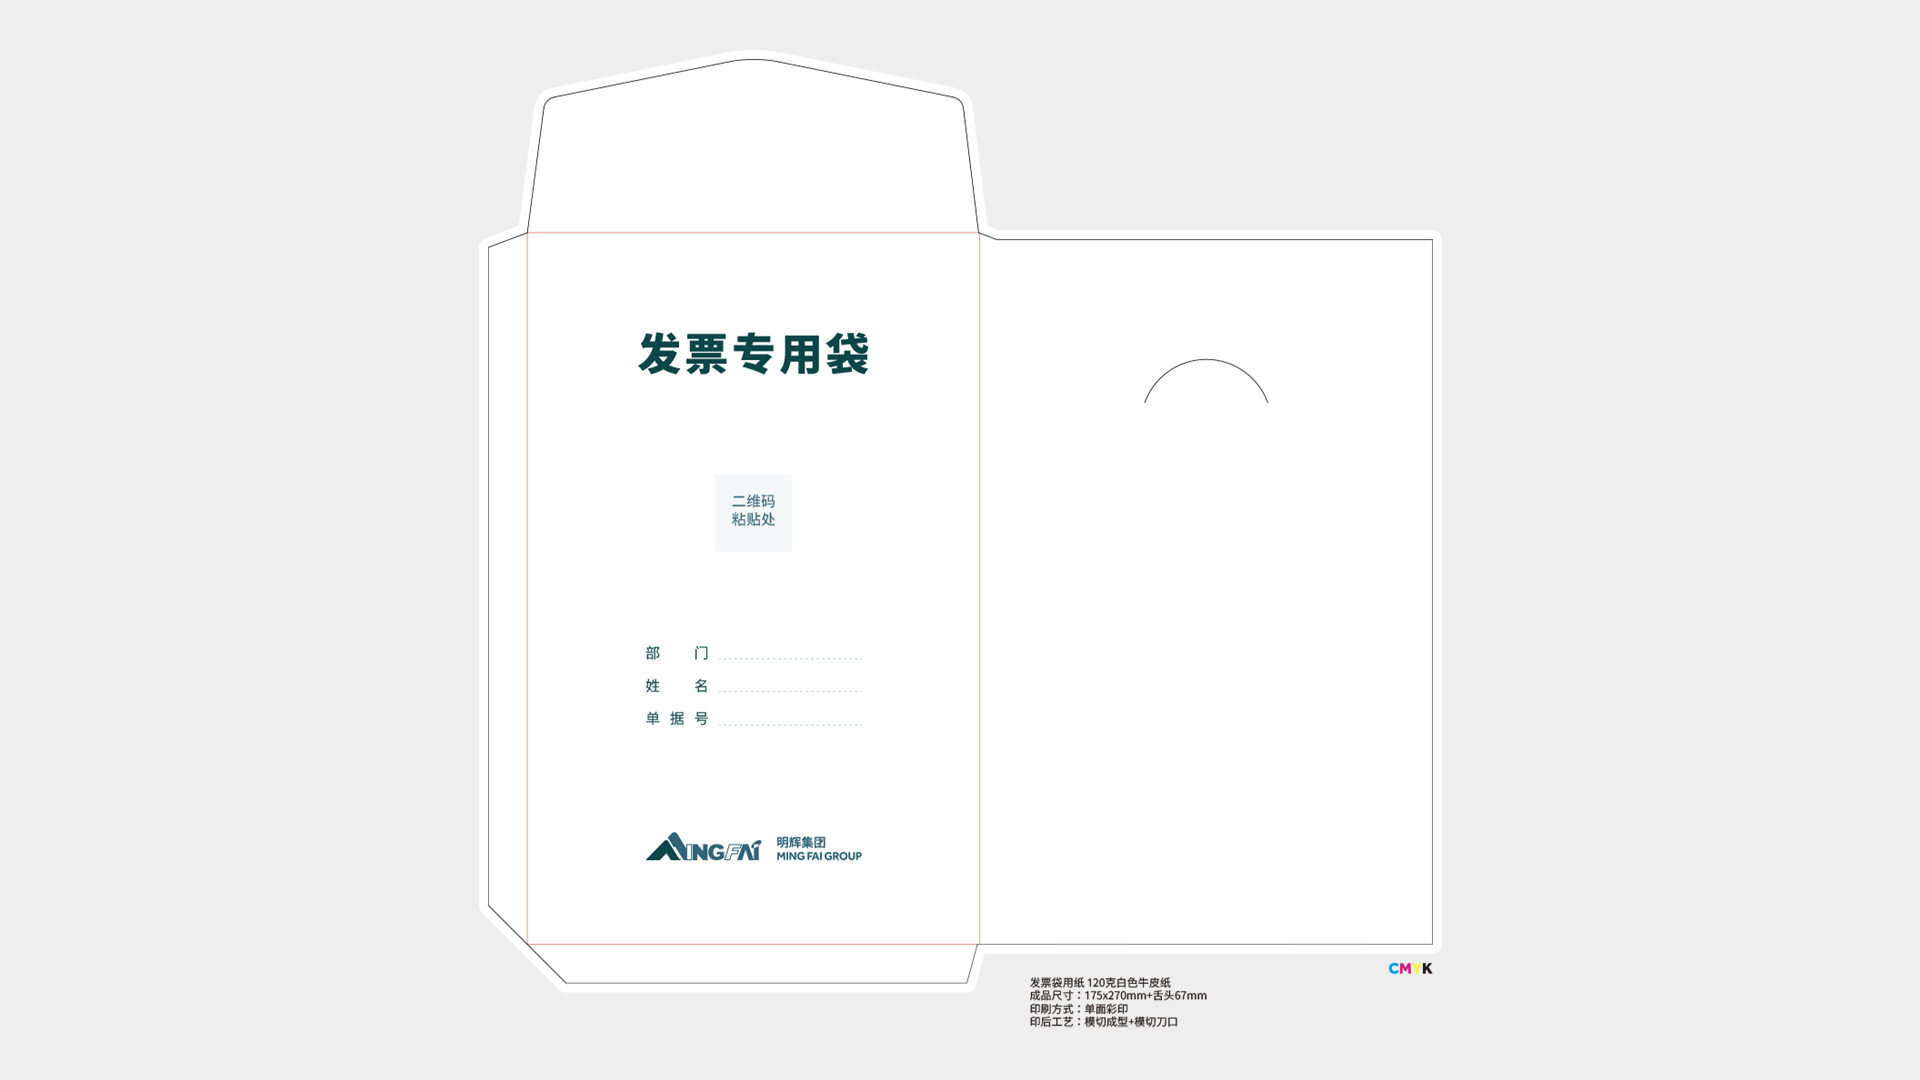 发票专用袋
二维码
粘贴处
部 门
姓 名
单 据 号
MINGFAI 明辉集团
MING FAI GROUP
CMYK
发票袋用纸 120克白色牛皮纸
成品尺寸：175x270mm+舌头67mm
印刷方式：单面彩印
印后工艺：模切成型+模切刀口